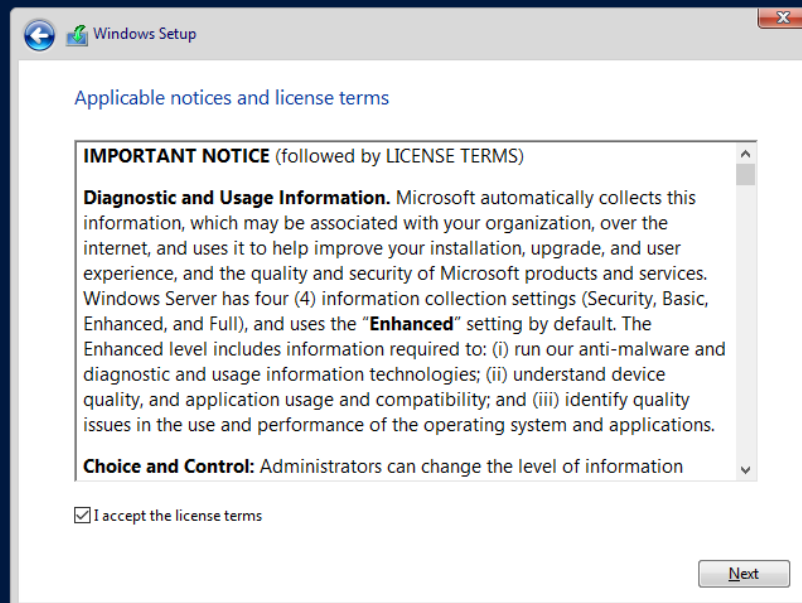 Windows Setup
Applicable notices and license terms
IMPORTANT NOTICE (followed by LICENSE TERMS)
Diagnostic and Usage Information. Microsoft automatically collects this
information, which may be associated with your organization, over the
internet, and uses it to help improve your installation, upgrade, and user
experience, and the quality and security of Microsoft products and services.
Windows Server has four (4) information collection settings (Security, Basic,
Enhanced, and Full), and uses the “Enhanced” setting by default. The
Enhanced level includes information required to: (i) run our anti-malware and
diagnostic and usage information technologies; (ii) understand device
quality, and application usage and compatibility; and (iii) identify quality
issues in the use and performance of the operating system and applications.
Choice and Control: Administrators can change the level of information
I accept the license terms
Next